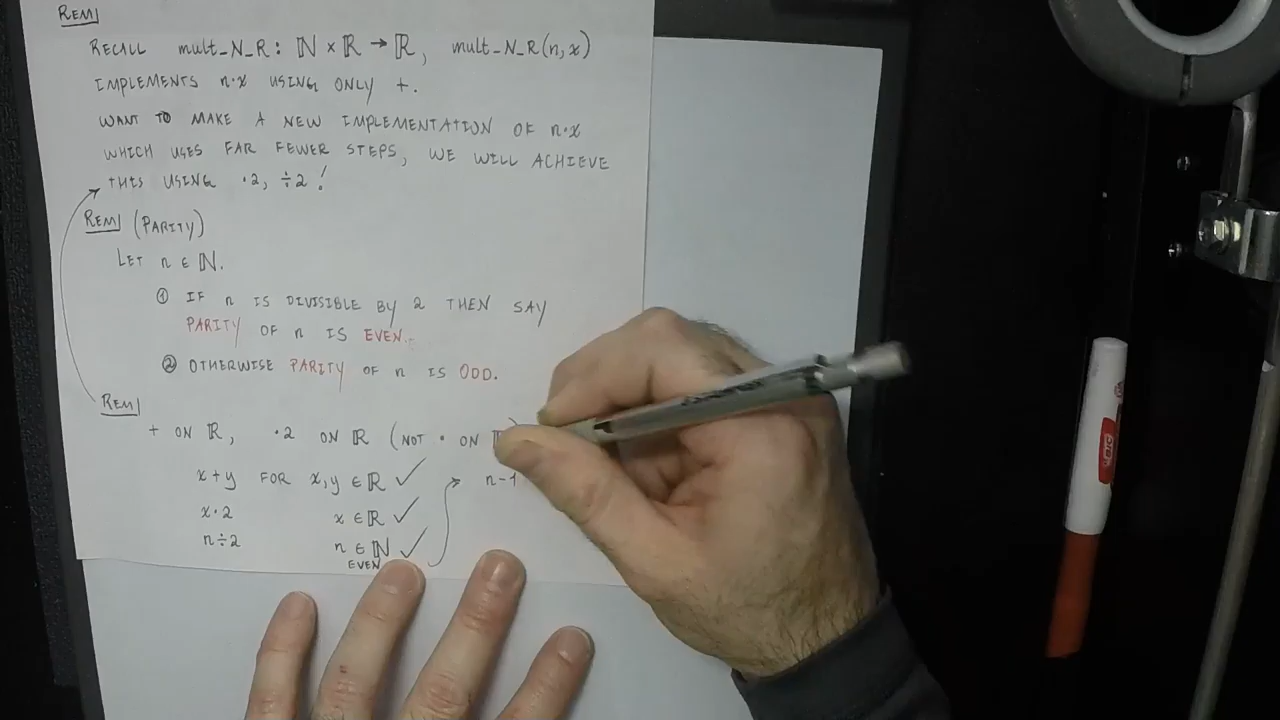 REM
RECALL mult_N_R: ℕ × ℝ → ℝ, mult_N_R(n,x)
IMPLEMENTS n·x USING ONLY +.
WANT TO MAKE A NEW IMPLEMENTATION OF n·x
WHICH USES FAR FEWER STEPS, WE WILL ACHIEVE
THIS USING ·2, ÷2!
REM (PARITY)
LET n ∈ ℕ.
① IF n IS DIVISIBLE BY 2 THEN SAY
PARITY OF n IS EVEN.
② OTHERWISE PARITY OF n IS ODD.
REM
+ ON ℝ, ·2 ON ℝ (NOT · ON
x+y FOR x,y ∈ ℝ ✓ n-1
x·2 x ∈ ℝ ✓
n÷2 n ∈ ℕ ✓
EVEN
BIC